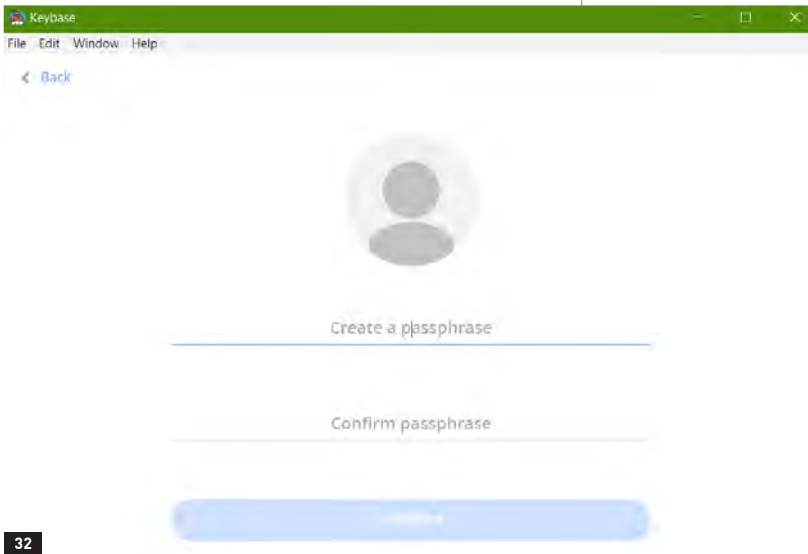 Keybase
File Edit Window Help
Back
Create a passphrase
Confirm passphrase
32